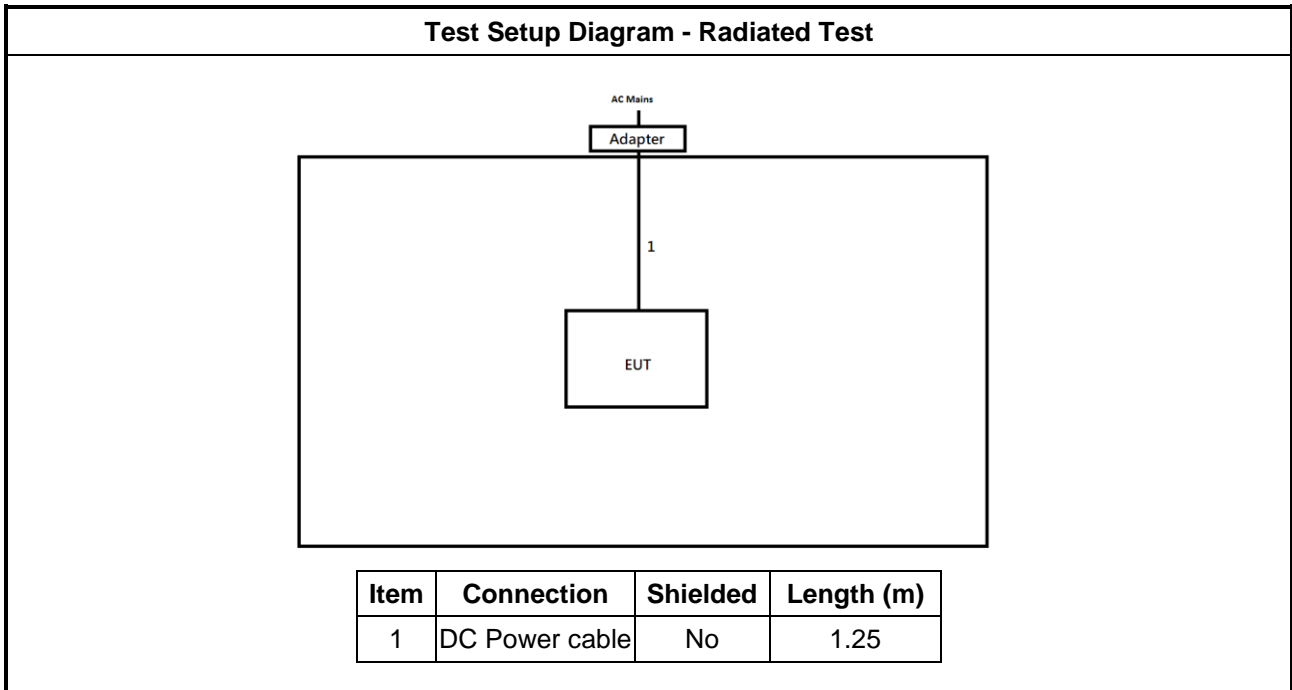 Test Setup Diagram - Radiated Test
AC Mains
Adapter
1
EUT
Item Connection Shielded Length (m)
1 DC Power cable No 1.25